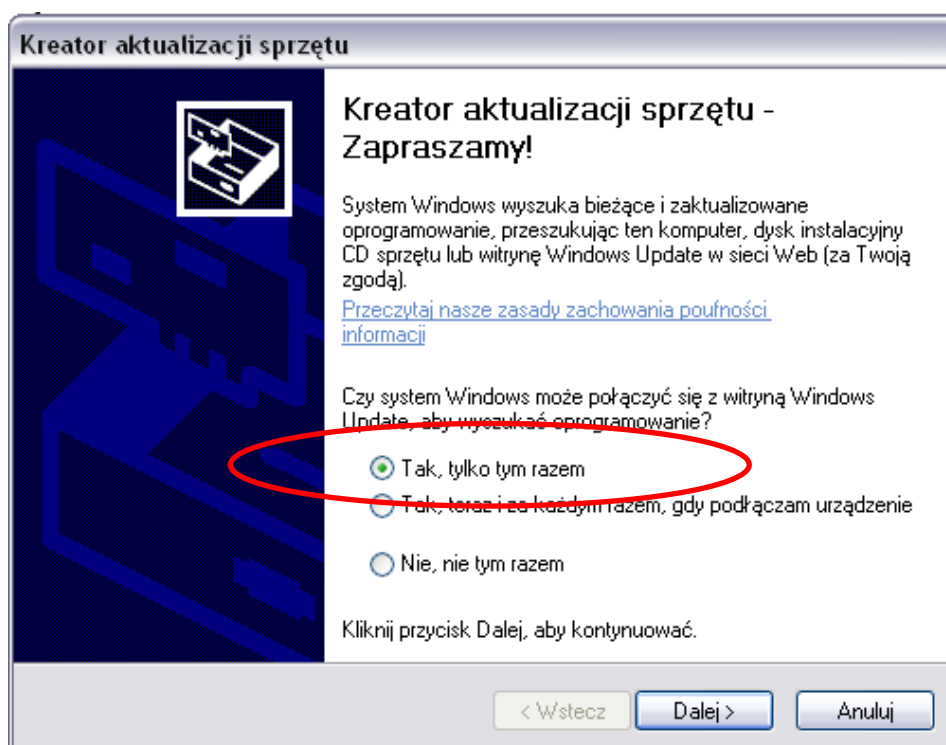 Kreator aktualizacji sprzętu
Kreator aktualizacji sprzętu -
Zapraszamy!
System Windows wyszuka bieżące i zaktualizowane
oprogramowanie, przeszukując ten komputer, dysk instalacyjny
CD sprzętu lub witrynę Windows Update w sieci Web (za Twoją
zgodą).
Przeczytaj nasze zasady zachowania poufności
informacji
Czy system Windows może połączyć się z witryną Windows
Update, aby wyszukać oprogramowanie?
Tak, tylko tym razem
Tak, teraz i za każdym razem, gdy podłączam urządzenie
Nie, nie tym razem
Kliknij przycisk Dalej, aby kontynuować.
< Wstecz Dalej > Anuluj